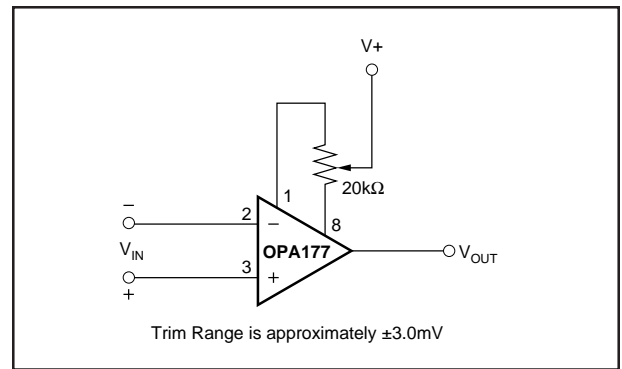 V+
20kΩ
1
–
2
–
8
V_IN
OPA177
V_OUT
3
+
+
Trim Range is approximately ±3.0mV